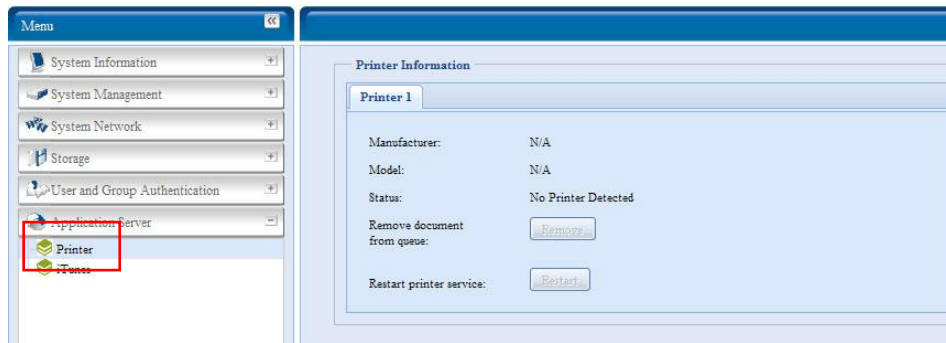 Menu
System Information
System Management
System Network
Storage
User and Group Authentication
Application Server
Printer
iTunes
Printer Information
Printer 1
Manufacturer: N/A
Model: N/A
Status: No Printer Detected
Remove document
from queue: Remove
Restart printer service: Restart